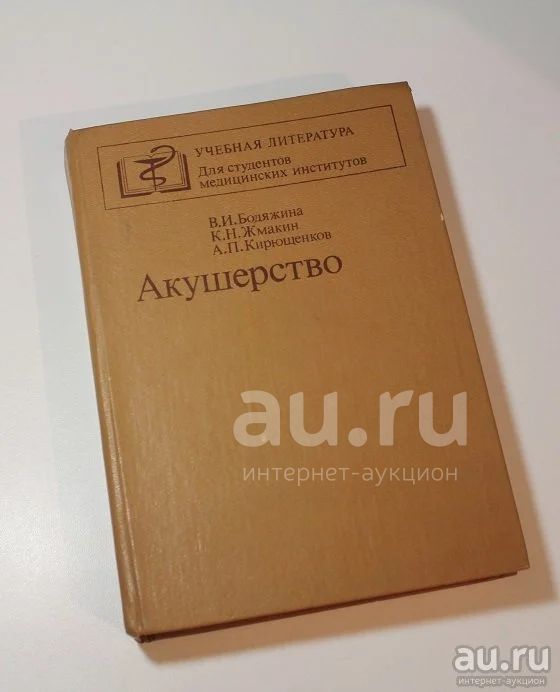 УЧЕБНАЯ ЛИТЕРАТУРА
Для студентов
медицинских институтов
В.И.Бодяжина
К.Н.Жмакин
А.П.Кирющенков
Акушерство
au.ru
интернет-аукцион
au.ru
интернет-аукцион